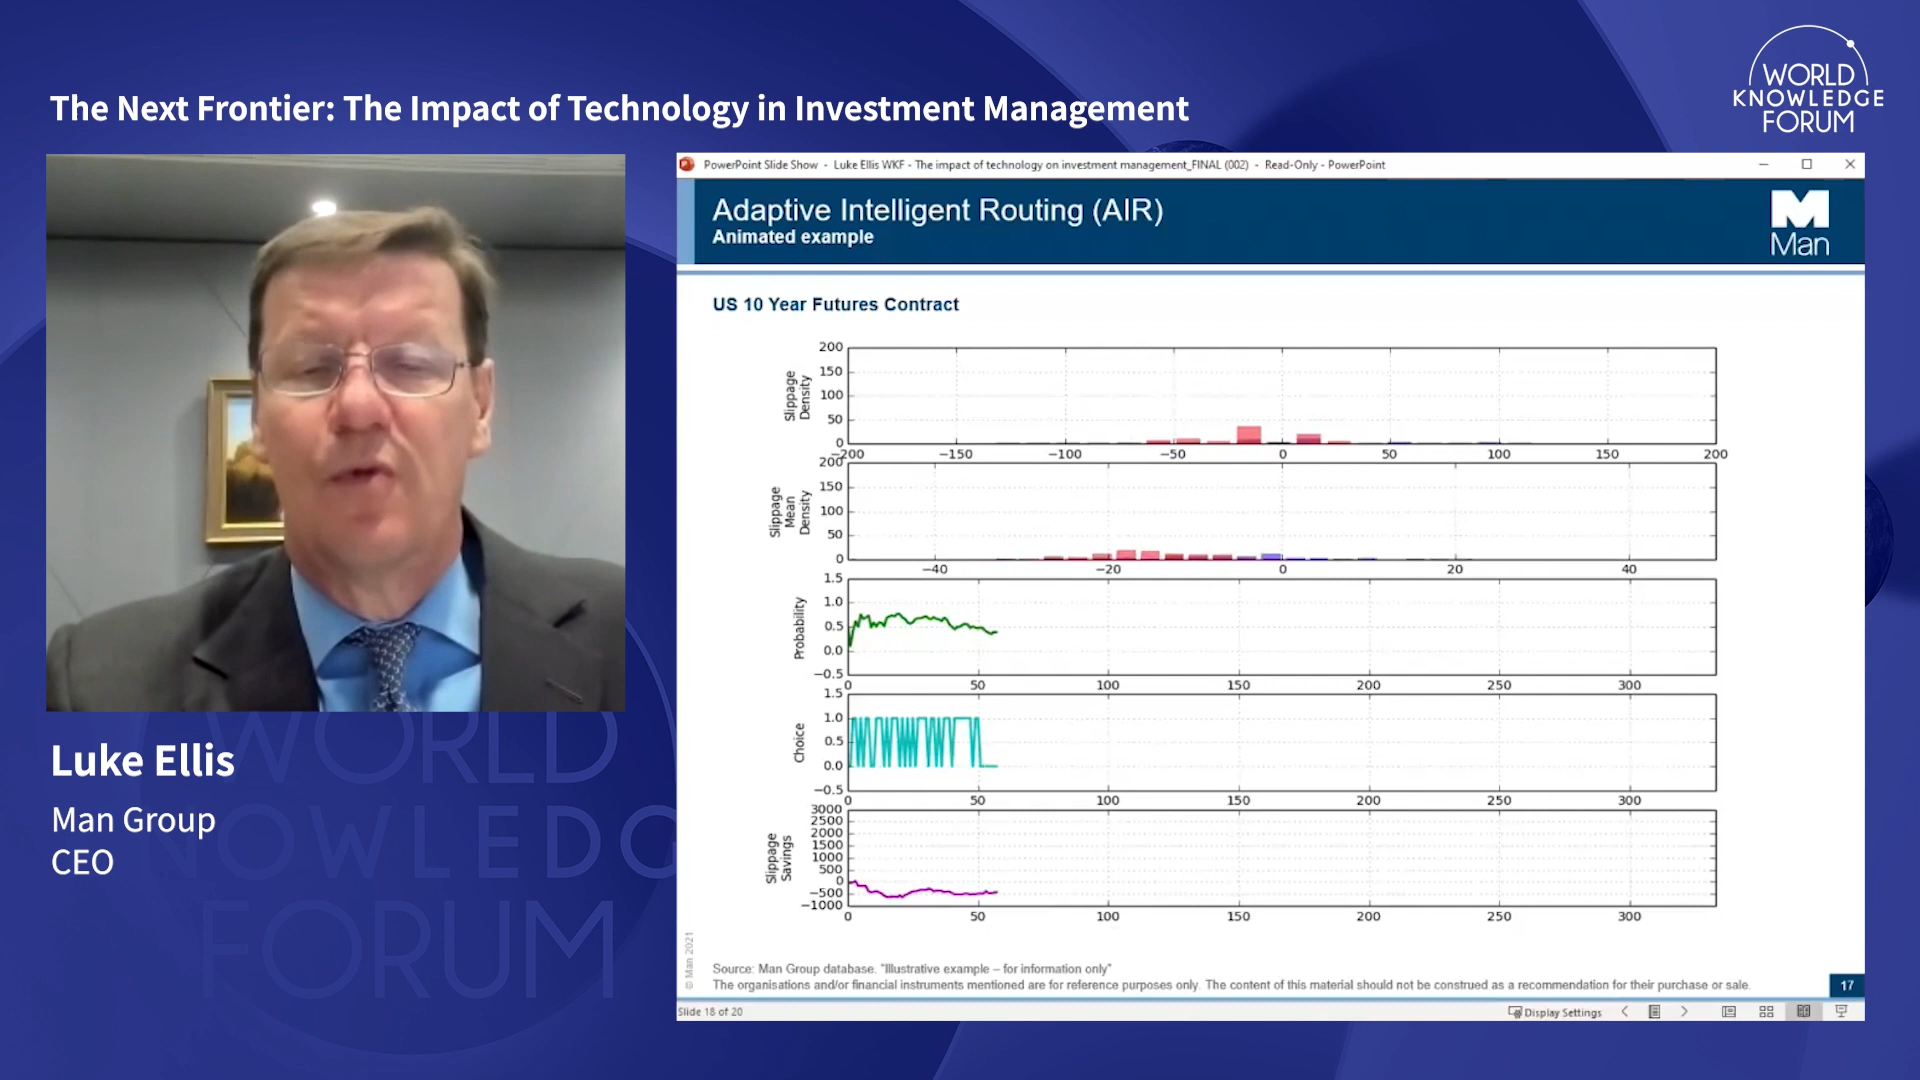 The Next Frontier: The Impact of Technology in Investment Management
WORLD
KNOWLEDGE
FORUM
PowerPoint Slide Show - Luke Ellis WKF - The impact of technology on investment management_FINAL (002) - Read-Only - PowerPoint
Adaptive Intelligent Routing (AIR)
Animated example
Man
US 10 Year Futures Contract
Slippage
Density
200
150
100
50
0
−200 −150 −100 −50 0 50 100 150 200
Slippage
Mean
Density
200
150
100
50
0
−40 −20 0 20 40
Probability
1.5
1.0
0.5
0.0
−0.5
0 50 100 150 200 250 300
Choice
1.5
1.0
0.5
0.0
−0.5
0 50 100 150 200 250 300
Slippage
Savings
3000
2500
2000
1500
1000
500
0
−500
−1000
0 50 100 150 200 250 300
© Man 2021
Source: Man Group database. "Illustrative example – for information only"
The organisations and/or financial instruments mentioned are for reference purposes only. The content of this material should not be construed as a recommendation for their purchase or sale.
17
Slide 18 of 20
Display Settings
Luke Ellis
Man Group
CEO
WORLD
KNOWLEDG
FORUM